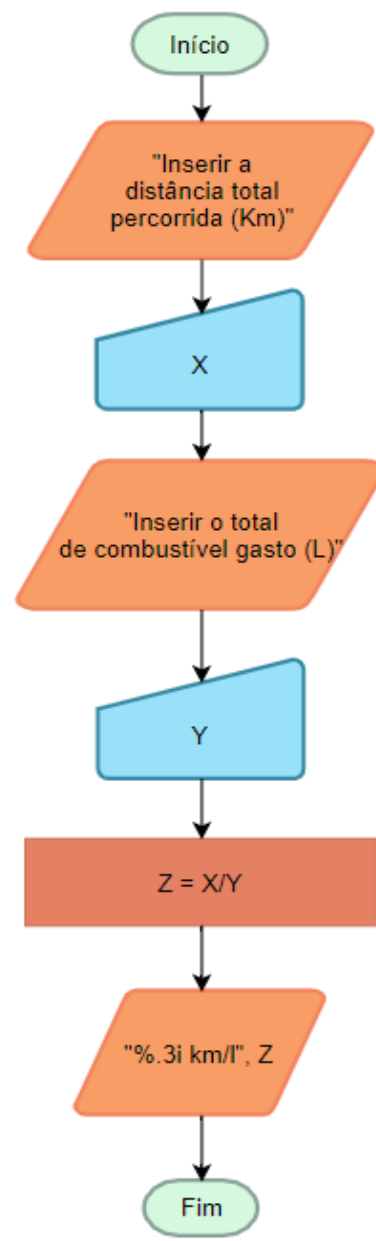 Início
"Inserir a
distância total
percorrida (Km)"
X
"Inserir o total
de combustível gasto (L)"
Y
Z = X/Y
"%.3i km/l", Z
Fim